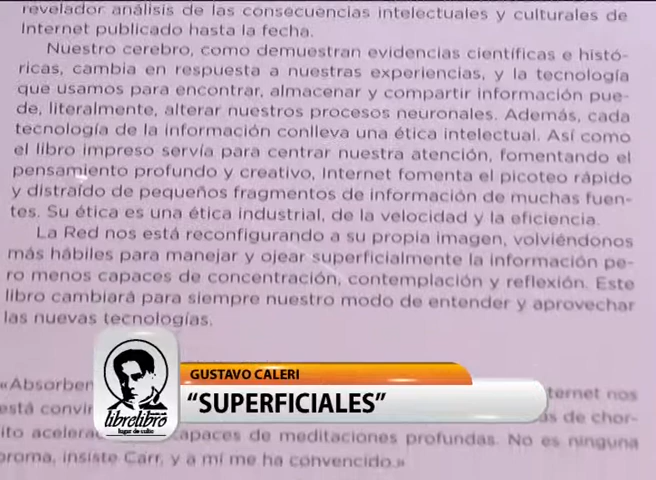 revelador análisis de las consecuencias intelectuales y culturales de
Internet publicado hasta la fecha.
Nuestro cerebro, como demuestran evidencias científicas e histó-
ricas, cambia en respuesta a nuestras experiencias, y la tecnología
que usamos para encontrar, almacenar y compartir información pue-
de, literalmente, alterar nuestros procesos neuronales. Además, cada
tecnología de la información conlleva una ética intelectual. Así como
el libro impreso servía para centrar nuestra atención, fomentando el
pensamiento profundo y creativo, Internet fomenta el picoteo rápido
y distraído de pequeños fragmentos de información de muchas fuen-
tes. Su ética es una ética industrial, de la velocidad y la eficiencia.
La Red nos está reconfigurando a su propia imagen, volviéndonos
más hábiles para manejar y ojear superficialmente la información pe-
ro menos capaces de concentración, contemplación y reflexión. Este
libro cambiará para siempre nuestro modo de entender y aprovechar
las nuevas tecnologías.
GUSTAVO CALERI
«Absorben ternet nos
"SUPERFICIALES"
está convi s de chor-
librelibro
lugar de culto
ito acelera apaces de meditaciones profundas. No es ninguna
broma, insiste Carr, y a mí me ha convencido.»